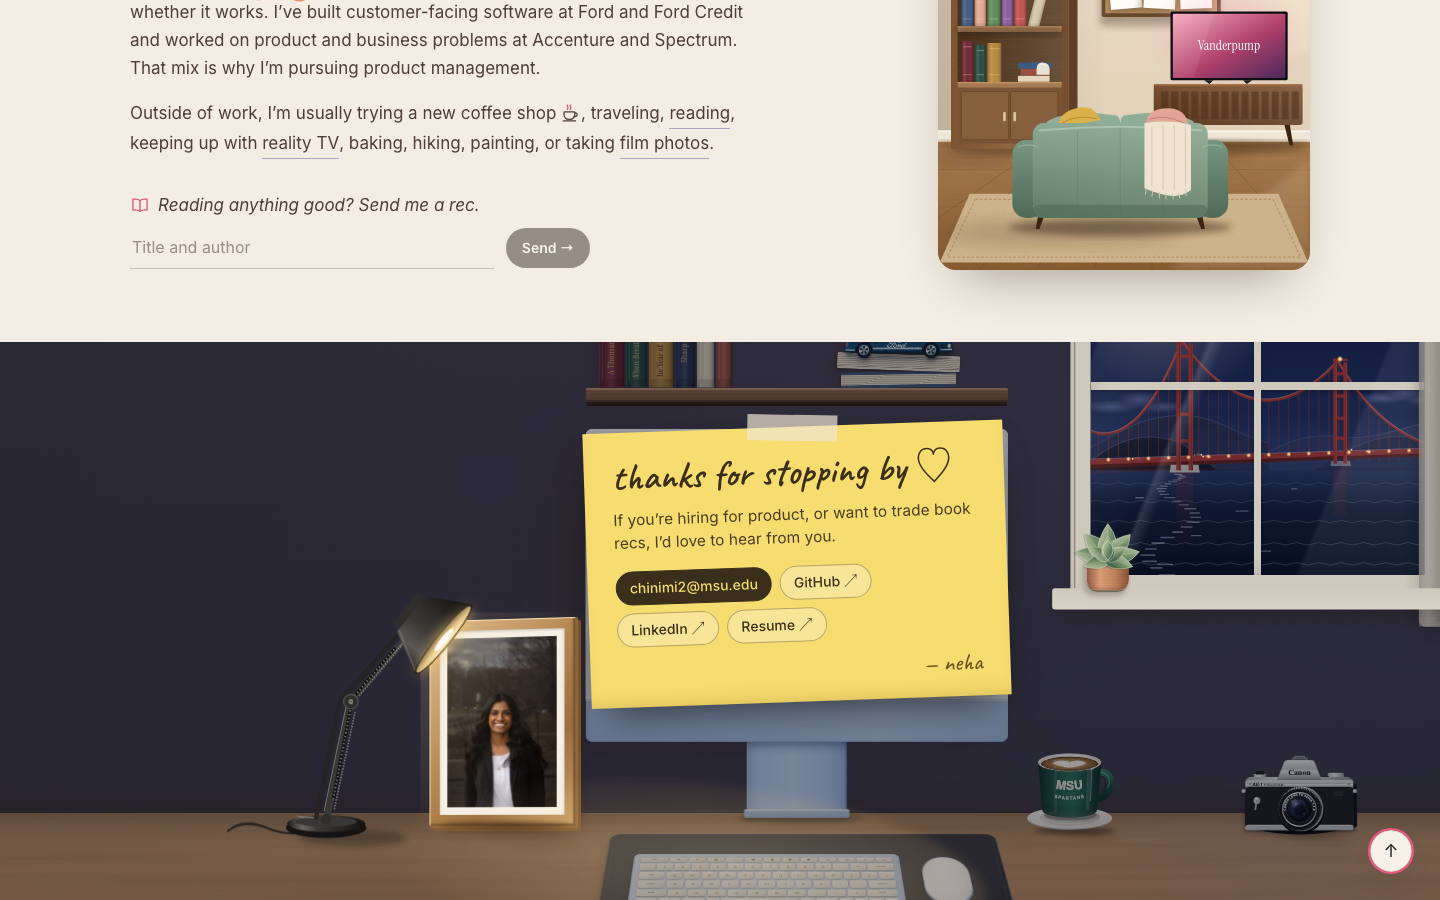 whether it works. I've built customer-facing software at Ford and Ford Credit
and worked on product and business problems at Accenture and Spectrum.
That mix is why I'm pursuing product management.
Outside of work, I'm usually trying a new coffee shop , traveling, reading,
keeping up with reality TV, baking, hiking, painting, or taking film photos.
Reading anything good? Send me a rec.
Title and author
Send →
Vanderpump
Ford
thanks for stopping by ♡
If you're hiring for product, or want to trade book
recs, I'd love to hear from you.
chinimi2@msu.edu
GitHub ↗
LinkedIn ↗
Resume ↗
— neha
MSU
SPARTANS
Canon